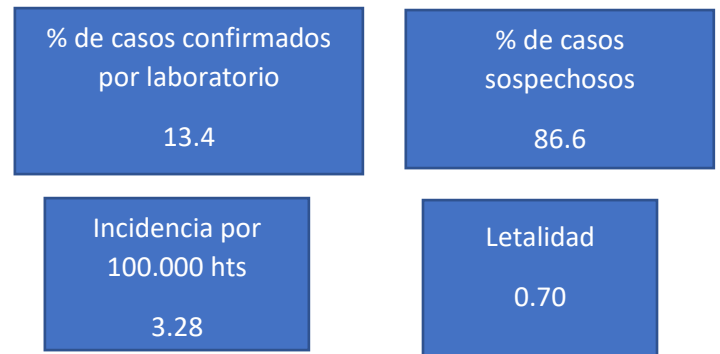 % de casos confirmados
por laboratorio
13.4
% de casos
sospechosos
86.6
Incidencia por
100.000 hts
3.28
Letalidad
0.70